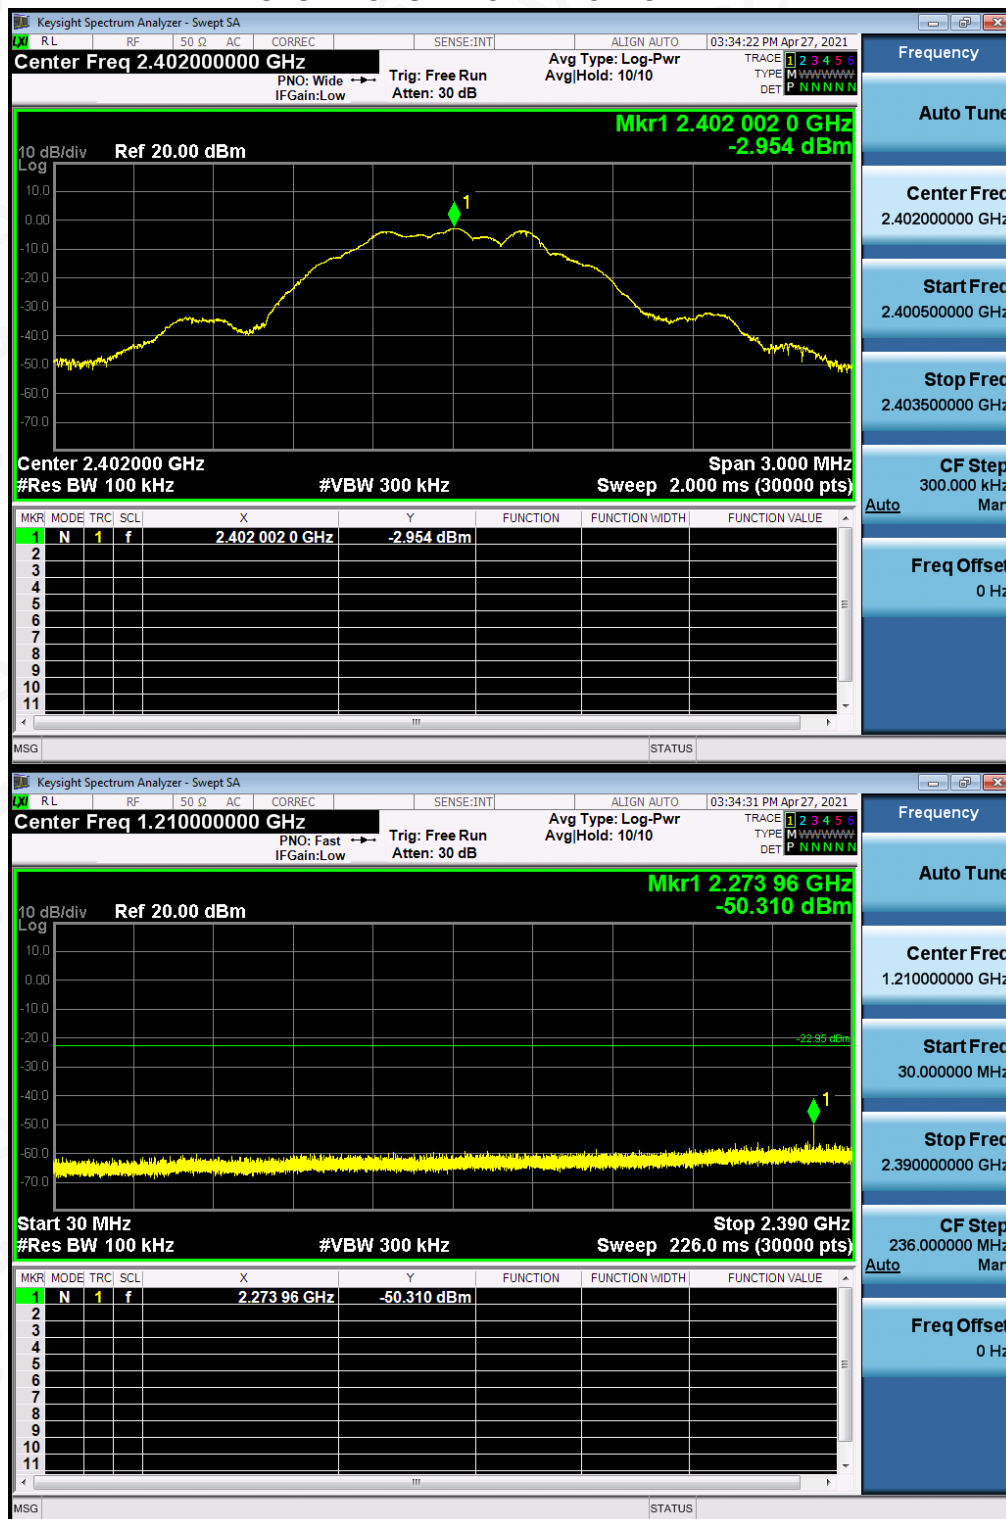 Keysight Spectrum Analyzer - Swept SA
LXI RL RF 50 Ω AC CORREC SENSE:INT ALIGN AUTO 03:34:22 PM Apr 27, 2021
Center Freq 2.402000000 GHz
PNO: Wide
IFGain:Low
Trig: Free Run
Atten: 30 dB
Avg Type: Log-Pwr
Avg|Hold: 10/10
TRACE 1 2 3 4 5 6
TYPE M WWWWW
DET P N N N N N
Mkr1 2.402 002 0 GHz
-2.954 dBm
10 dB/div Ref 20.00 dBm
Log
10.0
0.00
-10.0
-20.0
-30.0
-40.0
-50.0
-60.0
-70.0
1
Center 2.402000 GHz Span 3.000 MHz
#Res BW 100 kHz #VBW 300 kHz Sweep 2.000 ms (30000 pts)
MKR MODE TRC SCL X Y FUNCTION FUNCTION WIDTH FUNCTION VALUE
1 N 1 f 2.402 002 0 GHz -2.954 dBm
2
3
4
5
6
7
8
9
10
11
MSG STATUS
Frequency
Auto Tune
Center Freq
2.402000000 GHz
Start Freq
2.400500000 GHz
Stop Freq
2.403500000 GHz
CF Step
300.000 kHz
Auto Man
Freq Offset
0 Hz
Keysight Spectrum Analyzer - Swept SA
LXI RL RF 50 Ω AC CORREC SENSE:INT ALIGN AUTO 03:34:31 PM Apr 27, 2021
Center Freq 1.210000000 GHz
PNO: Fast
IFGain:Low
Trig: Free Run
Atten: 30 dB
Avg Type: Log-Pwr
Avg|Hold: 10/10
TRACE 1 2 3 4 5 6
TYPE M WWWWW
DET P N N N N N
Mkr1 2.273 96 GHz
-50.310 dBm
10 dB/div Ref 20.00 dBm
Log
10.0
0.00
-10.0
-20.0
-30.0
-40.0
-50.0
-60.0
-70.0
-22.95 dBm
1
Start 30 MHz Stop 2.390 GHz
#Res BW 100 kHz #VBW 300 kHz Sweep 226.0 ms (30000 pts)
MKR MODE TRC SCL X Y FUNCTION FUNCTION WIDTH FUNCTION VALUE
1 N 1 f 2.273 96 GHz -50.310 dBm
2
3
4
5
6
7
8
9
10
11
MSG STATUS
Frequency
Auto Tune
Center Freq
1.210000000 GHz
Start Freq
30.000000 MHz
Stop Freq
2.390000000 GHz
CF Step
236.000000 MHz
Auto Man
Freq Offset
0 Hz